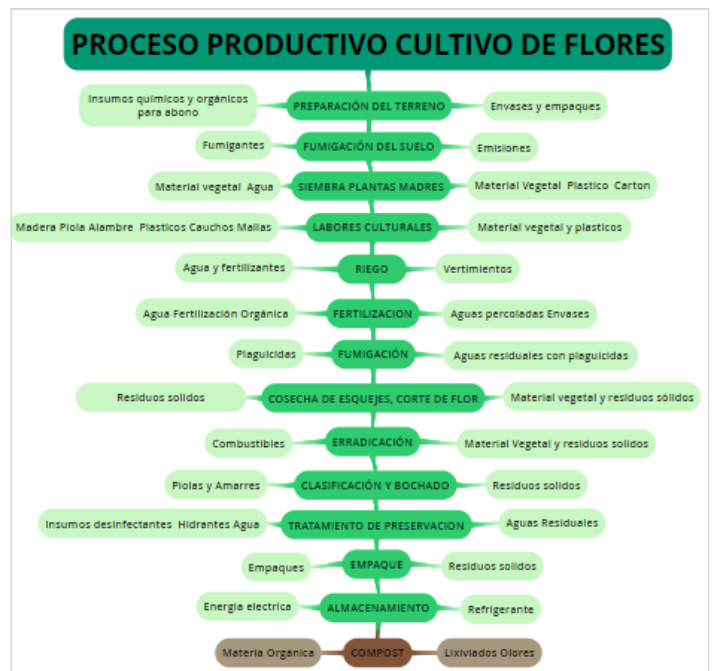 PROCESO PRODUCTIVO CULTIVO DE FLORES
Insumos químicos y orgánicos
para abono
PREPARACIÓN DEL TERRENO
Envases y empaques
Fumigantes
FUMIGACIÓN DEL SUELO
Emisiones
Material vegetal Agua
SIEMBRA PLANTAS MADRES
Material Vegetal Plastico Carton
Madera Piola Alambre Plasticos Cauchos Mallas
LABORES CULTURALES
Material vegetal y plasticos
Agua y fertilizantes
RIEGO
Vertimientos
Agua Fertilización Orgánica
FERTILIZACION
Aguas percoladas Envases
Plaguicidas
FUMIGACIÓN
Aguas residuales con plaguicidas
Residuos solidos
COSECHA DE ESQUEJES, CORTE DE FLOR
Material vegetal y residuos sólidos
Combustibles
ERRADICACIÓN
Material Vegetal y residuos solidos
Piolas y Amarres
CLASIFICACIÓN Y BOCHADO
Residuos solidos
Insumos desinfectantes Hidrantes Agua
TRATAMIENTO DE PRESERVACION
Aguas Residuales
Empaques
EMPAQUE
Residuos solidos
Energia electrica
ALMACENAMIENTO
Refrigerante
Materia Orgánica
COMPOST
Lixiviados Olores